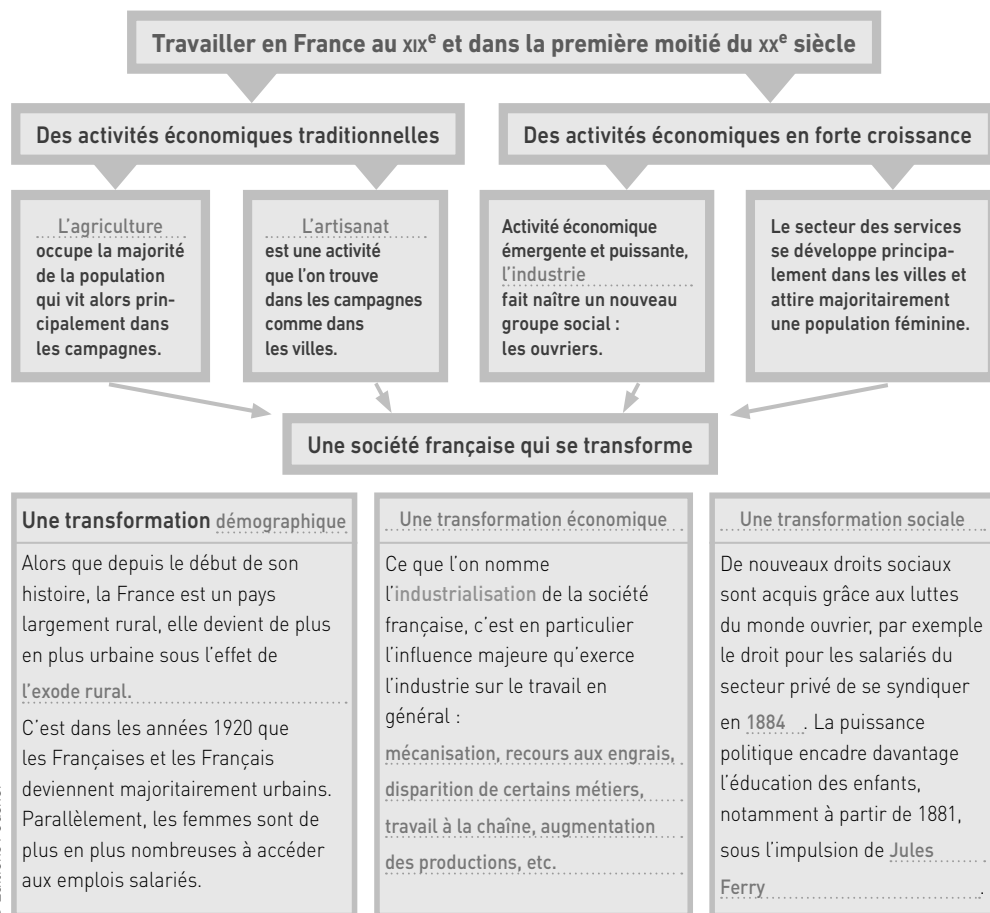 Travailler en France au XIXe et dans la première moitié du XXe siècle
Des activités économiques traditionnelles
Des activités économiques en forte croissance
L'agriculture
occupe la majorité
de la population
qui vit alors prin-
cipalement dans
les campagnes.
L'artisanat
est une activité
que l'on trouve
dans les campagnes
comme dans
les villes.
Activité économique
émergente et puissante,
l'industrie
fait naître un nouveau
groupe social :
les ouvriers.
Le secteur des services
se développe principa-
lement dans les villes et
attire majoritairement
une population féminine.
Une société française qui se transforme
Une transformation démographique
Alors que depuis le début de son
histoire, la France est un pays
largement rural, elle devient de plus
en plus urbaine sous l'effet de
l'exode rural.
C'est dans les années 1920 que
les Françaises et les Français
deviennent majoritairement urbains.
Parallèlement, les femmes sont de
plus en plus nombreuses à accéder
aux emplois salariés.
Une transformation économique
Ce que l'on nomme
l'industrialisation de la société
française, c'est en particulier
l'influence majeure qu'exerce
l'industrie sur le travail en
général :
mécanisation, recours aux engrais,
disparition de certains métiers,
travail à la chaîne, augmentation
des productions, etc.
Une transformation sociale
De nouveaux droits sociaux
sont acquis grâce aux luttes
du monde ouvrier, par exemple
le droit pour les salariés du
secteur privé de se syndiquer
en 1884. La puissance
politique encadre davantage
l'éducation des enfants,
notamment à partir de 1881,
sous l'impulsion de Jules
Ferry.